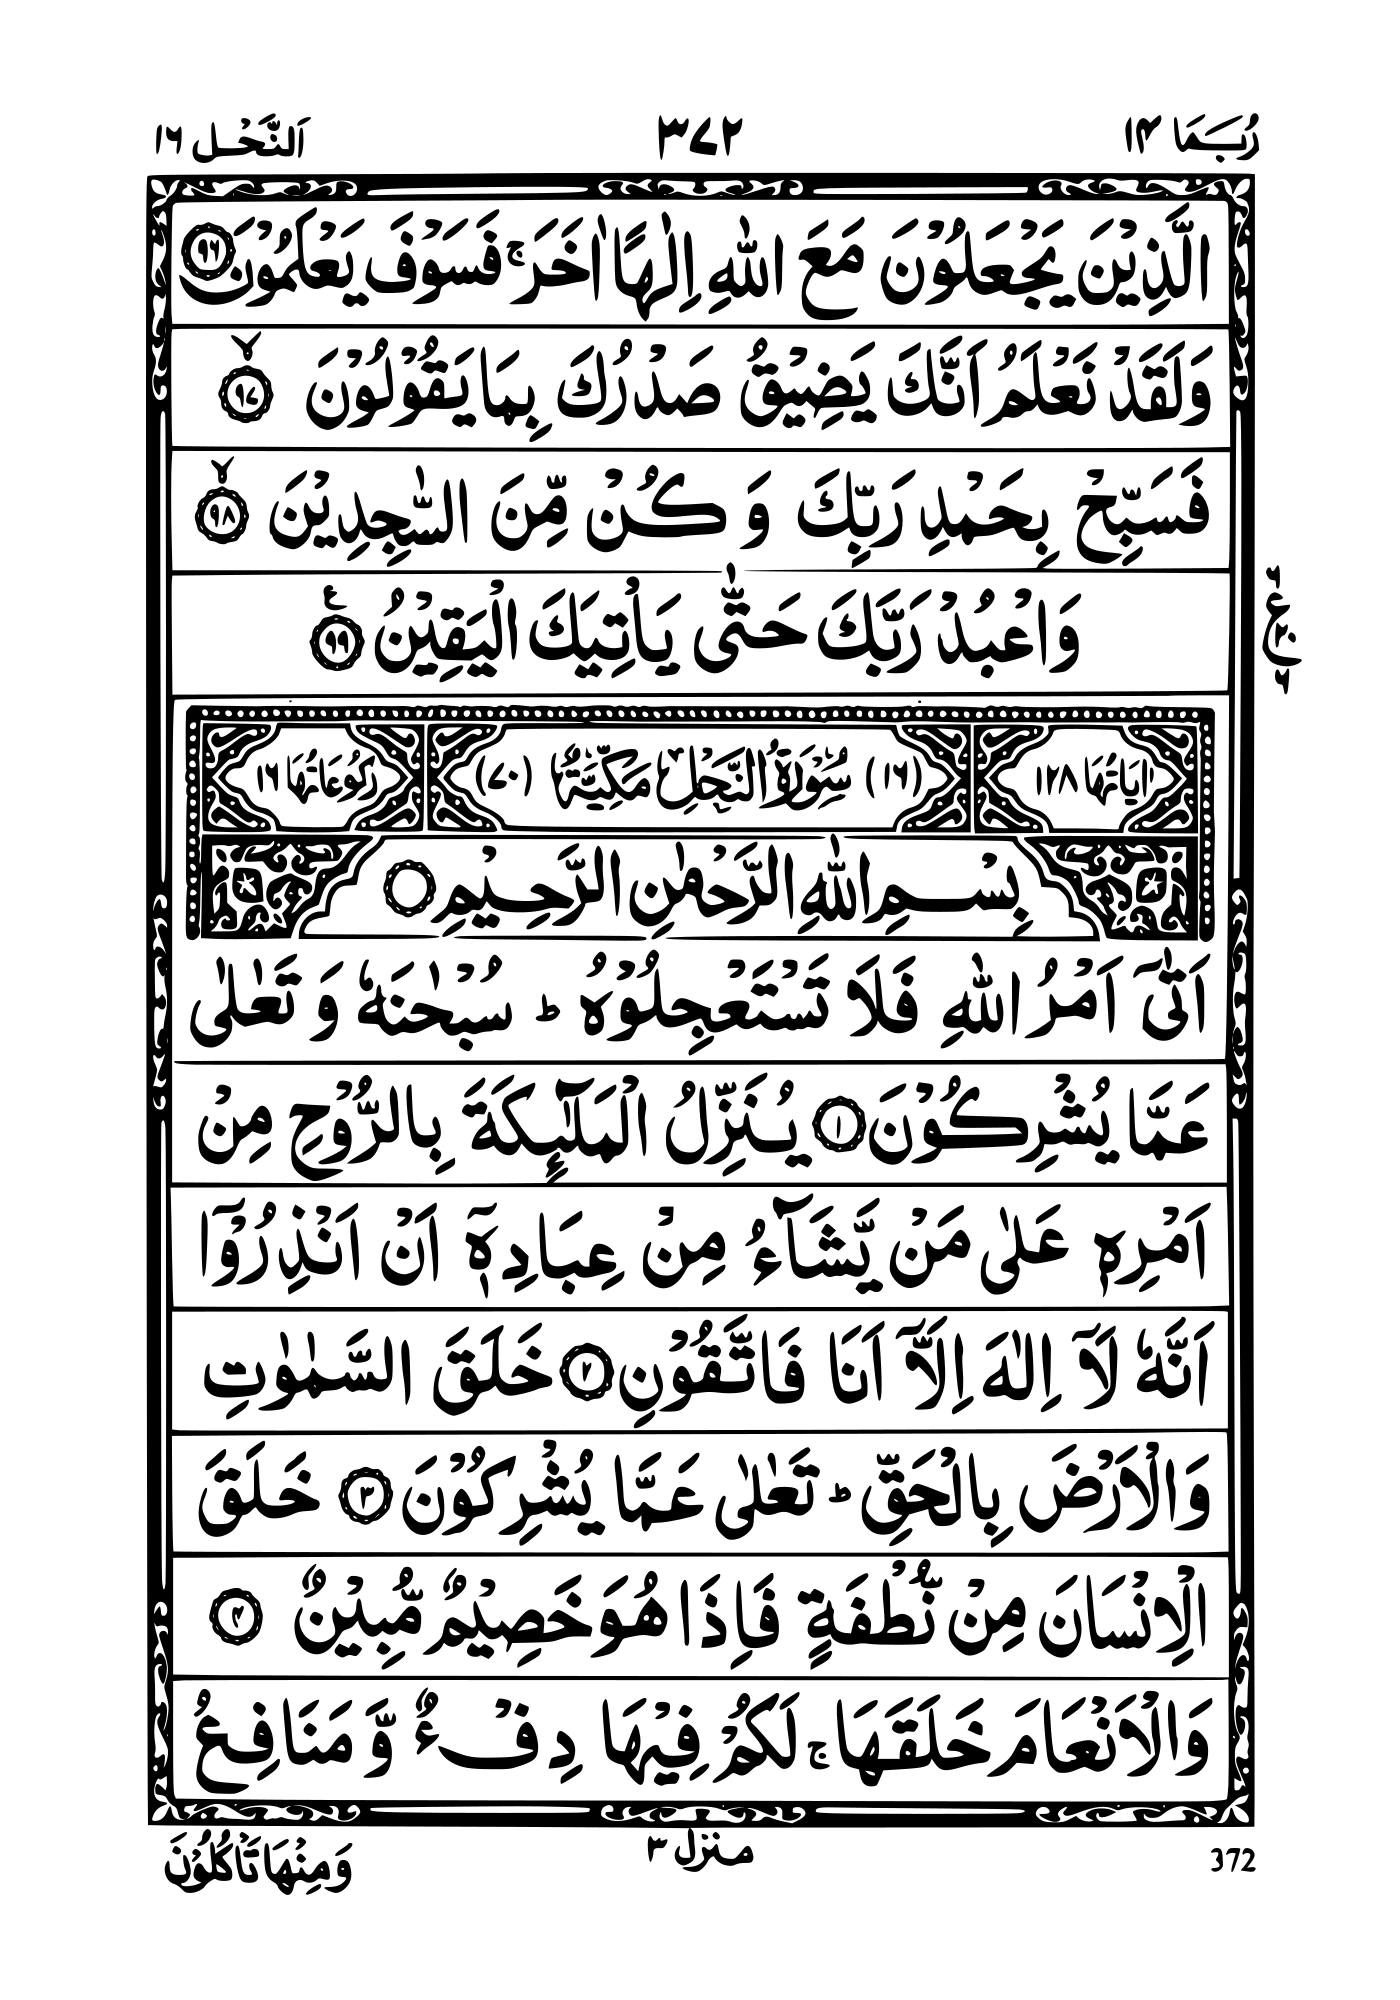 رُبَمَا ١٤ ٣٧٢ اَلنَّحْل ١٦
الَّذِيْنَ يَجْعَلُوْنَ مَعَ اللّٰهِ اِلٰهًا اٰخَرَ ۚ فَسَوْفَ يَعْلَمُوْنَ ﴿٩٦﴾
وَلَقَدْ نَعْلَمُ اَنَّكَ يَضِيْقُ صَدْرُكَ بِمَا يَقُوْلُوْنَ ﴿٩٧﴾ ۙ
فَسَبِّحْ بِحَمْدِ رَبِّكَ وَ كُنْ مِّنَ السّٰجِدِيْنَ ﴿٩٨﴾ ۙ
وَاعْبُدْ رَبَّكَ حَتّٰى يَاْتِيَكَ الْيَقِيْنُ ﴿٩٩﴾ ع
اٰيَاتُهَا ١٢٨ (١٦) سُوْرَةُ النَّحْلِ مَكِّيَّةٌ (٧٠) رُكُوْعَاتُهَا ١٦
بِسْمِ اللّٰهِ الرَّحْمٰنِ الرَّحِيْمِ
اَتٰۤى اَمْرُ اللّٰهِ فَلَا تَسْتَعْجِلُوْهُ ؕ سُبْحٰنَهٗ وَ تَعٰلٰى
عَمَّا يُشْرِكُوْنَ ﴿١﴾ يُنَزِّلُ الْمَلٰٓئِكَةَ بِالرُّوْحِ مِنْ
اَمْرِهٖ عَلٰى مَنْ يَّشَآءُ مِنْ عِبَادِهٖۤ اَنْ اَنْذِرُوْۤا
اَنَّهٗ لَاۤ اِلٰهَ اِلَّاۤ اَنَا فَاتَّقُوْنِ ﴿٢﴾ خَلَقَ السَّمٰوٰتِ
وَالْاَرْضَ بِالْحَقِّ ؕ تَعٰلٰى عَمَّا يُشْرِكُوْنَ ﴿٣﴾ خَلَقَ
الْاِنْسَانَ مِنْ نُّطْفَةٍ فَاِذَا هُوَ خَصِيْمٌ مُّبِيْنٌ ﴿٤﴾
وَالْاَنْعَامَ خَلَقَهَا ۚ لَكُمْ فِيْهَا دِفْءٌ وَّ مَنَافِعُ
372 منزل ٣ وَمِنْهَا تَاْكُلُوْنَ